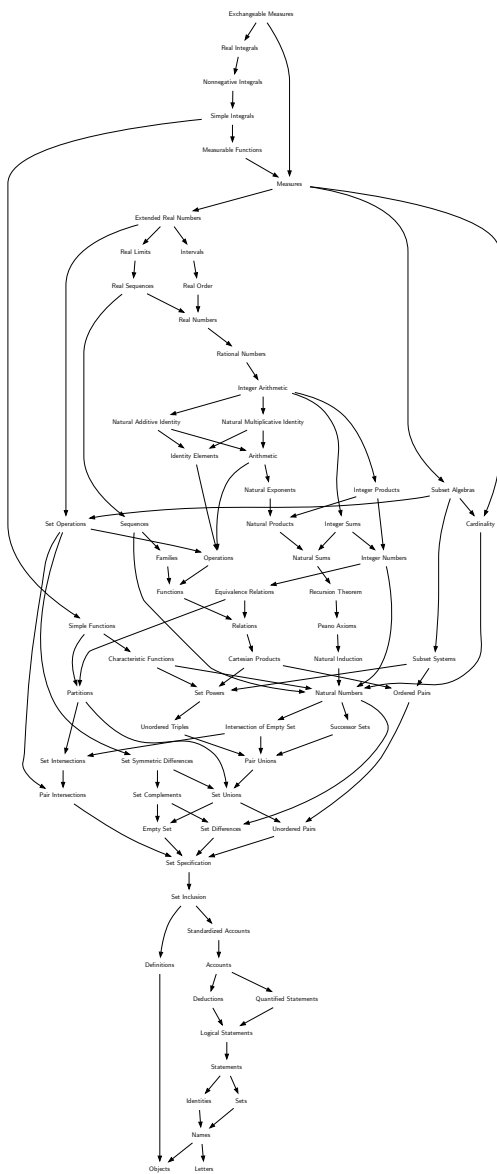 Exchangeable Measures
Real Integrals
Nonnegative Integrals
Simple Integrals
Measurable Functions
Measures
Extended Real Numbers
Real Limits Intervals
Real Sequences Real Order
Real Numbers
Rational Numbers
Integer Arithmetic
Natural Additive Identity Natural Multiplicative Identity
Identity Elements Arithmetic
Natural Exponents Integer Products Subset Algebras
Set Operations Sequences Natural Products Integer Sums Cardinality
Families Operations Natural Sums Integer Numbers
Functions Equivalence Relations Recursion Theorem
Simple Functions Relations Peano Axioms
Characteristic Functions Cartesian Products Natural Induction Subset Systems
Partitions Set Powers Natural Numbers Ordered Pairs
Unordered Triples Intersection of Empty Set Successor Sets
Set Intersections Set Symmetric Differences Pair Unions
Pair Intersections Set Complements Set Unions
Empty Set Set Differences Unordered Pairs
Set Specification
Set Inclusion
Standardized Accounts
Definitions Accounts
Deductions Quantified Statements
Logical Statements
Statements
Identities Sets
Names
Objects Letters